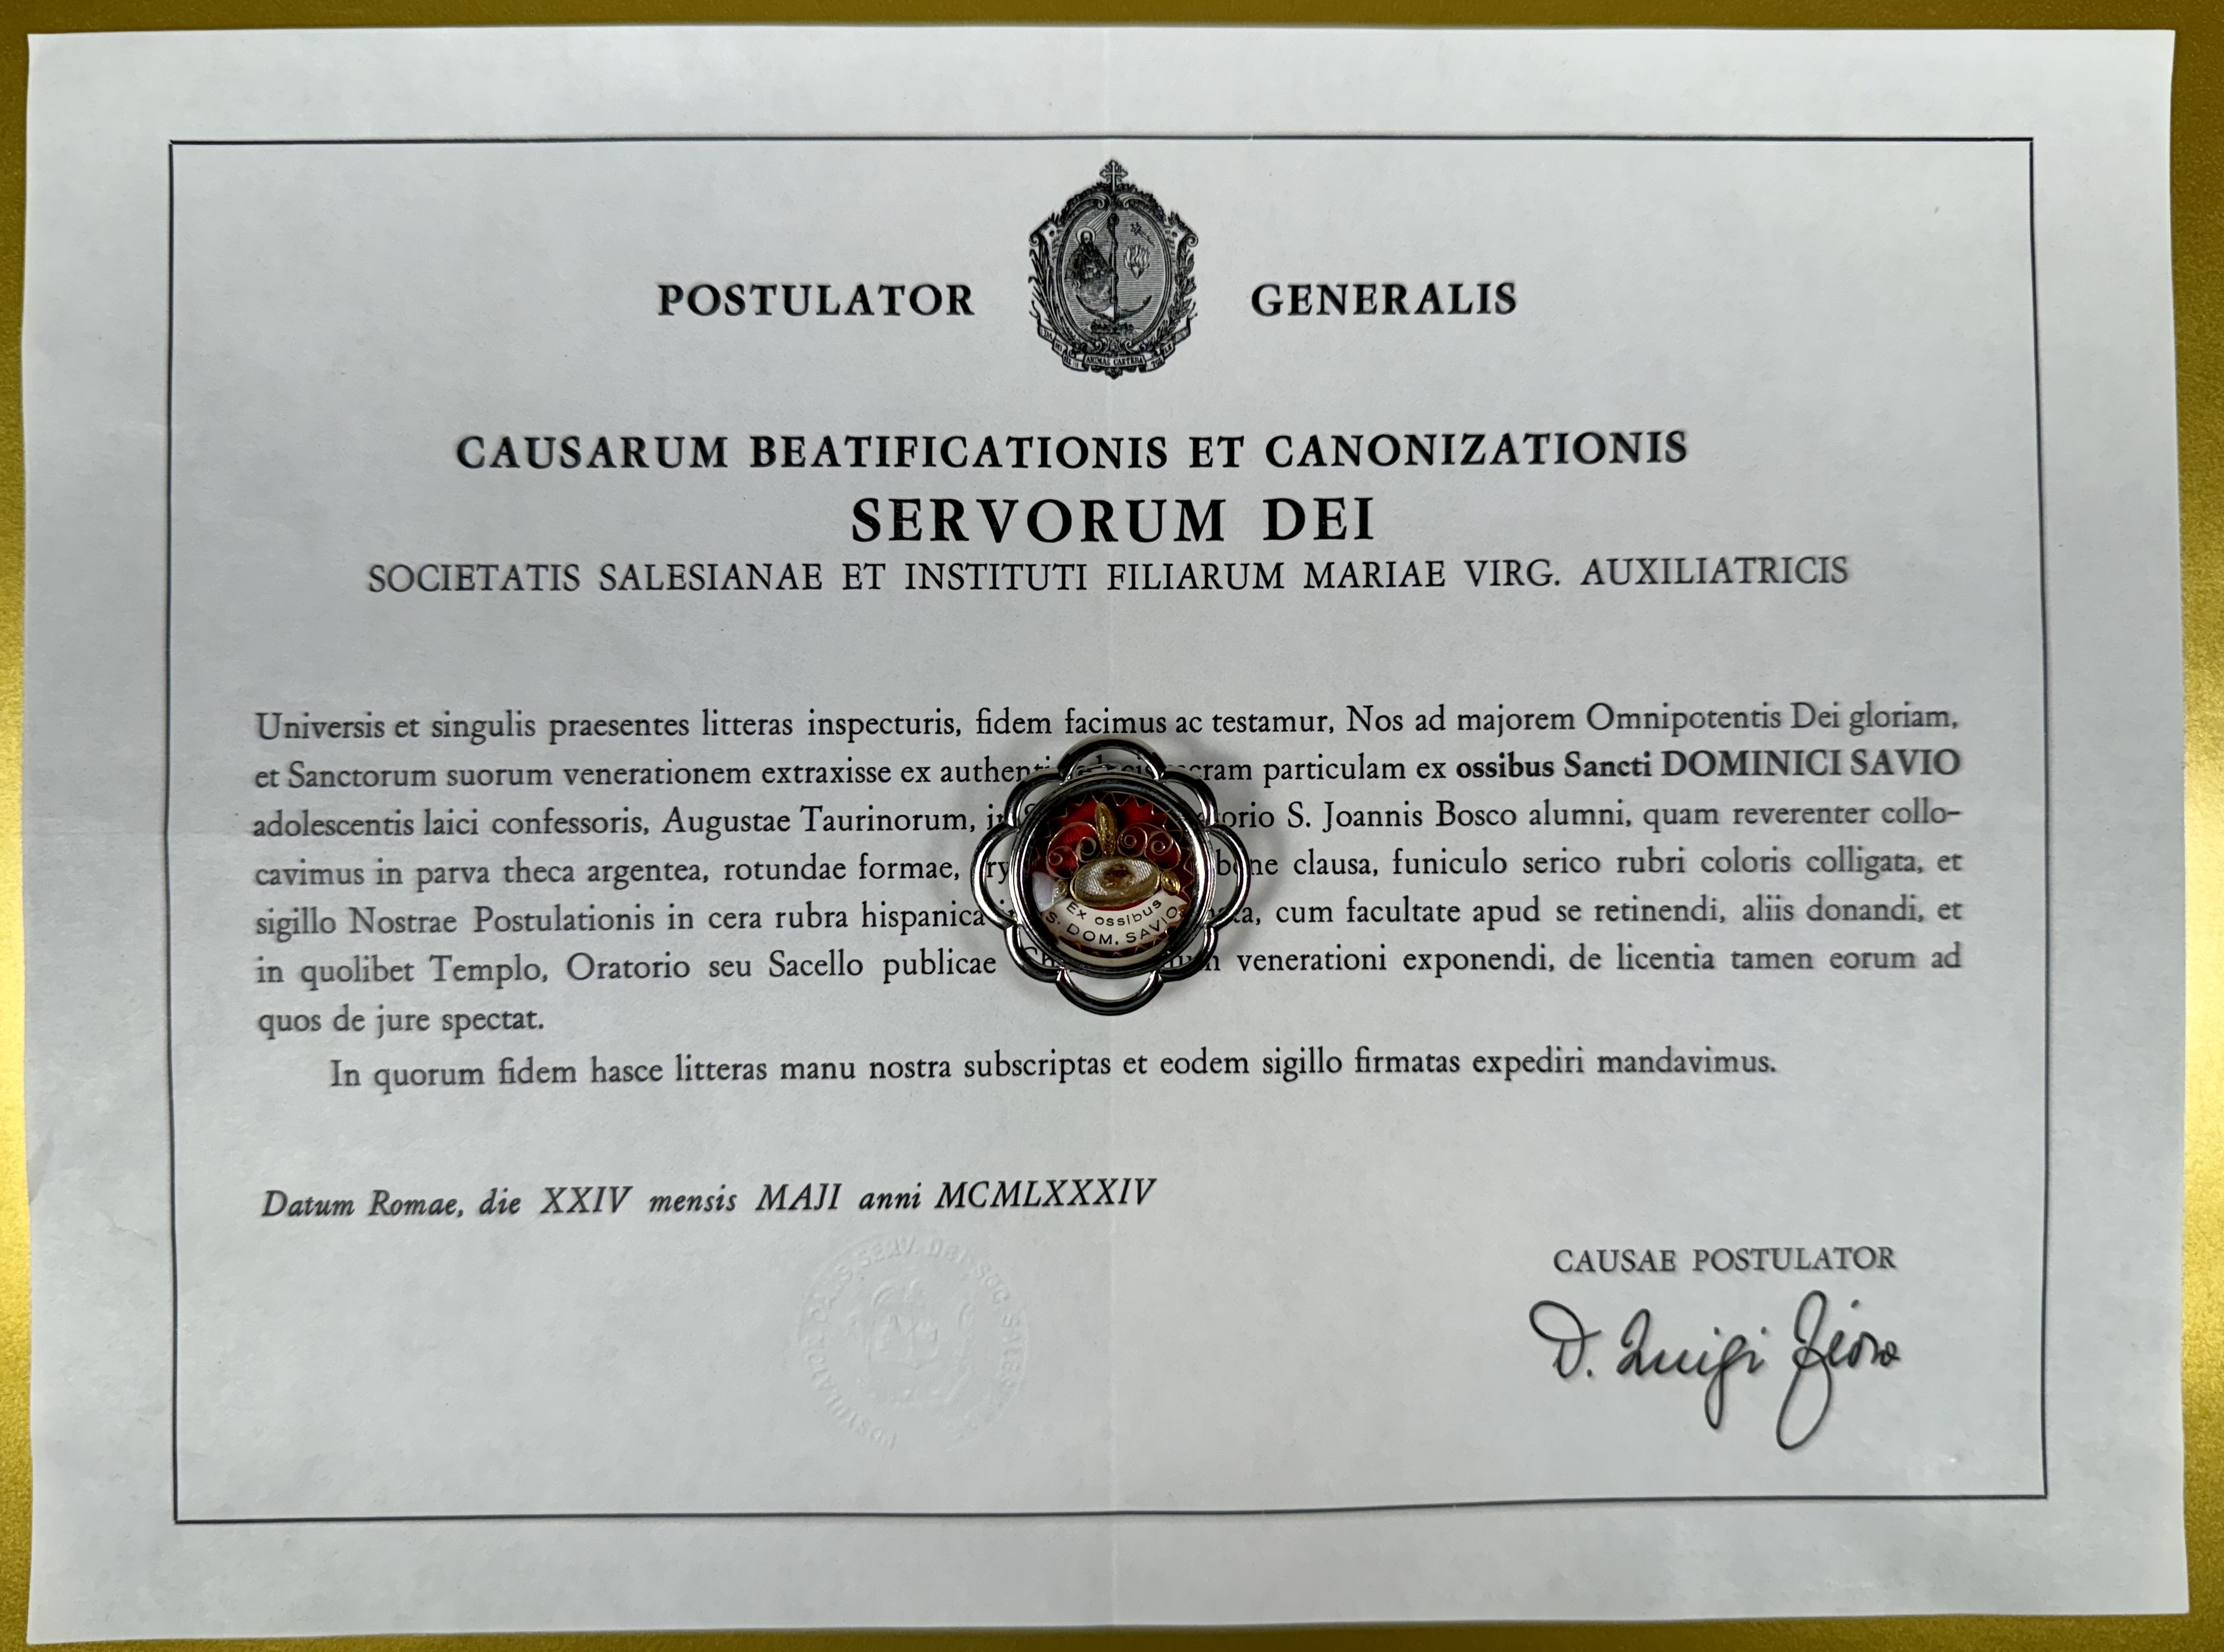 POSTULATOR GENERALIS
CAUSARUM BEATIFICATIONIS ET CANONIZATIONIS
SERVORUM DEI
SOCIETATIS SALESIANAE ET INSTITUTI FILIARUM MARIAE VIRG. AUXILIATRICIS
Universis et singulis praesentes litteras inspecturis, fidem facimus ac testamur, Nos ad majorem Omnipotentis Dei gloriam,
et Sanctorum suorum venerationem extraxisse ex particulam ex ossibus Sancti DOMINICI SAVIO
adolescentis laici confessoris, Augustae Taurinorum, S. Joannis Bosco alumni, quam reverenter collo-
cavimus in parva theca argentea, rotundae formae, clausa, funiculo serico rubri coloris colligata, et
sigillo Nostrae Postulationis in cera rubra hispanica cum facultate apud se retinendi, aliis donandi, et
in quolibet Templo, Oratorio seu Sacello publicae venerationi exponendi, de licentia tamen eorum ad
quos de jure spectat.
Ex ossibus
S. DOM. SAVIO
In quorum fidem hasce litteras manu nostra subscriptas et eodem sigillo firmatas expediri mandavimus.
Datum Romae, die XXIV mensis MAJI anni MCMLXXXIV
CAUSAE POSTULATOR
D. Luigi Fiora